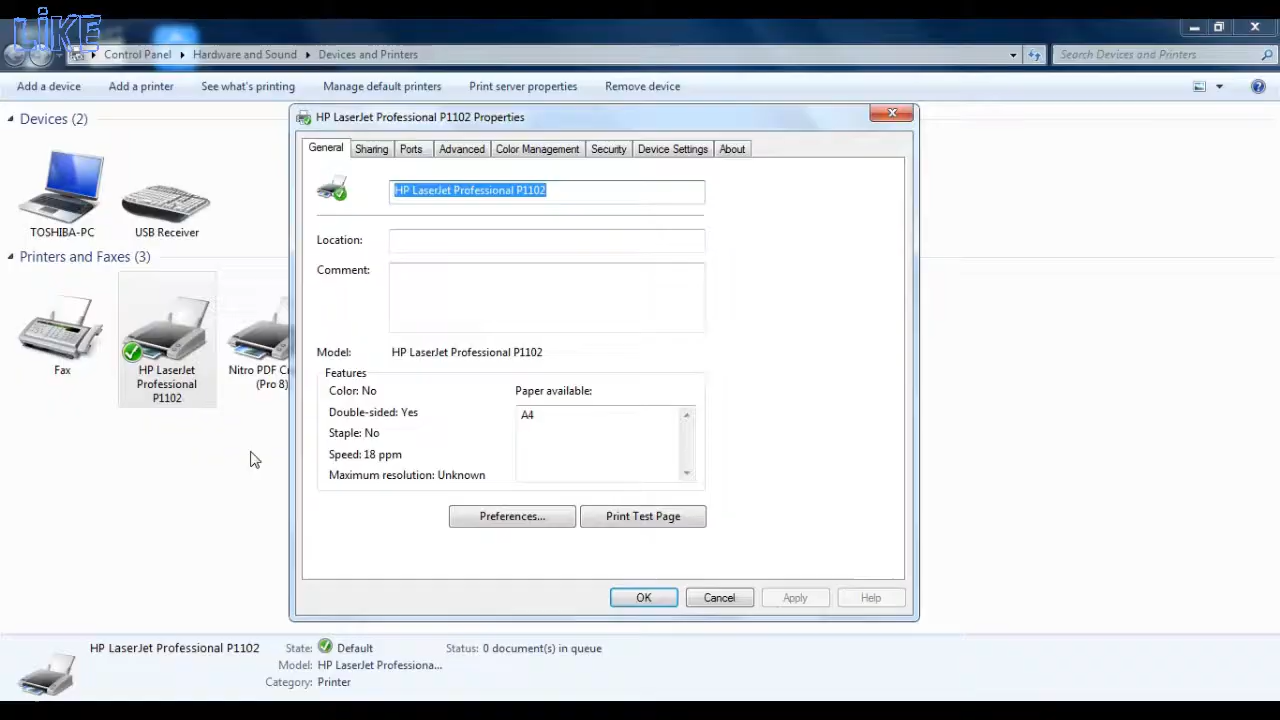 LiKE
Control Panel
Hardware and Sound
Devices and Printers
Search Devices and Printers
Add a device
Add a printer
See what's printing
Manage default printers
Print server properties
Remove device
Devices (2)
TOSHIBA-PC
USB Receiver
Printers and Faxes (3)
Fax
HP LaserJet
Professional
P1102
Nitro PDF C
(Pro 8)
HP LaserJet Professional P1102 Properties
General
Sharing
Ports
Advanced
Color Management
Security
Device Settings
About
HP LaserJet Professional P1102
Location:
Comment:
Model:
HP LaserJet Professional P1102
Features
Color: No
Double-sided: Yes
Staple: No
Speed: 18 ppm
Maximum resolution: Unknown
Paper available:
A4
Preferences...
Print Test Page
OK
Cancel
Apply
Help
HP LaserJet Professional P1102
State: Default
Model: HP LaserJet Professiona...
Category: Printer
Status: 0 document(s) in queue